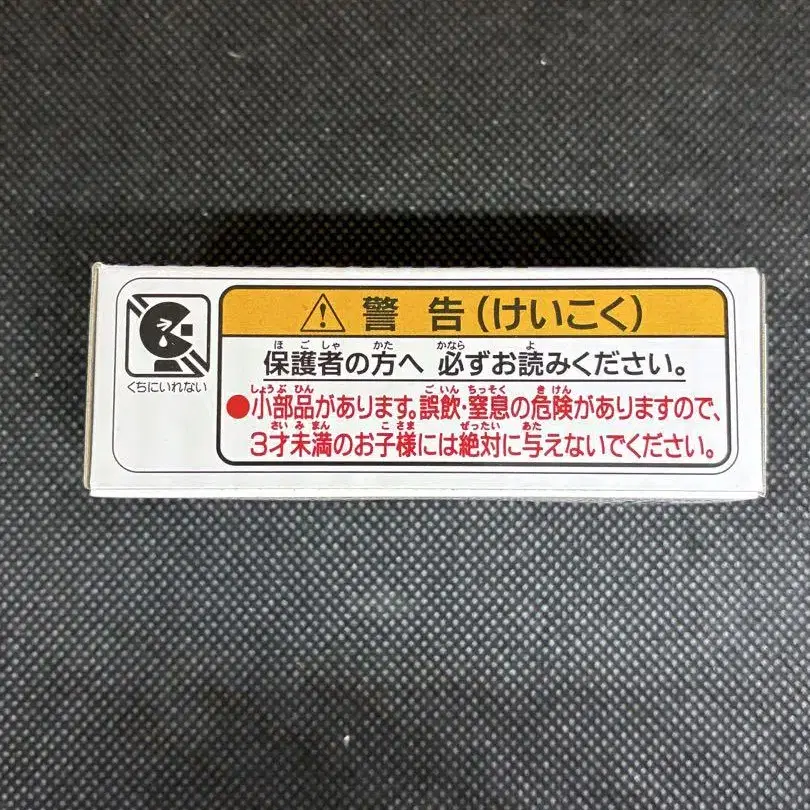 ⚠警告(けいこく)
保護者の方へ 必ずお読みください。
ほごしゃ かた かなら よ
●小部品があります。誤飲・窒息の危険がありますので、
しょうぶひん ごいん ちっそく きけん
3才未満のお子様には絶対に与えないでください。
さいみまん こさま ぜったい あた
くちにいれない